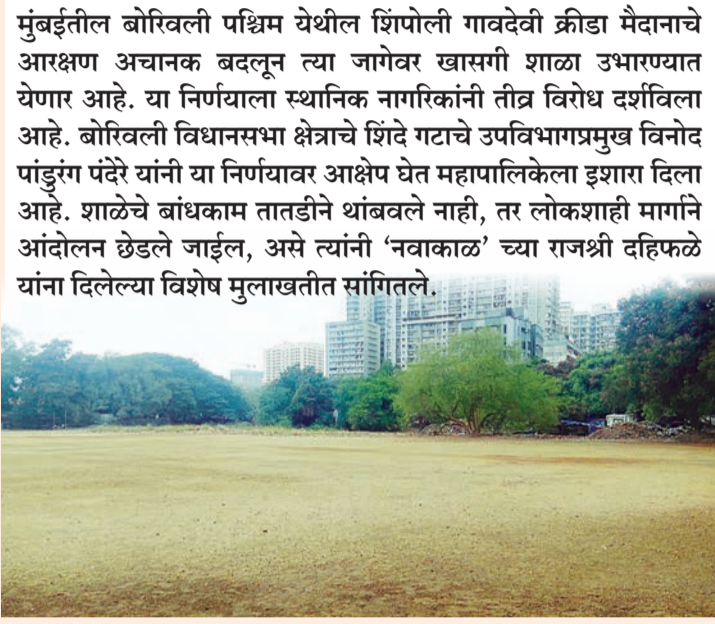 मुंबईतील बोरिवली पश्चिम येथील शिंपोली गावदेवी क्रीडा मैदानाचे
आरक्षण अचानक बदलून त्या जागेवर खासगी शाळा उभारण्यात
येणार आहे. या निर्णयाला स्थानिक नागरिकांनी तीव्र विरोध दर्शविला
आहे. बोरिवली विधानसभा क्षेत्राचे शिंदे गटाचे उपविभागप्रमुख विनोद
पांडुरंग पंदेरे यांनी या निर्णयावर आक्षेप घेत महापालिकेला इशारा दिला
आहे. शाळेचे बांधकाम तातडीने थांबवले नाही, तर लोकशाही मार्गाने
आंदोलन छेडले जाईल, असे त्यांनी ‘नवाकाळ’ च्या राजश्री दहिफळे
यांना दिलेल्या विशेष मुलाखतीत सांगितले.